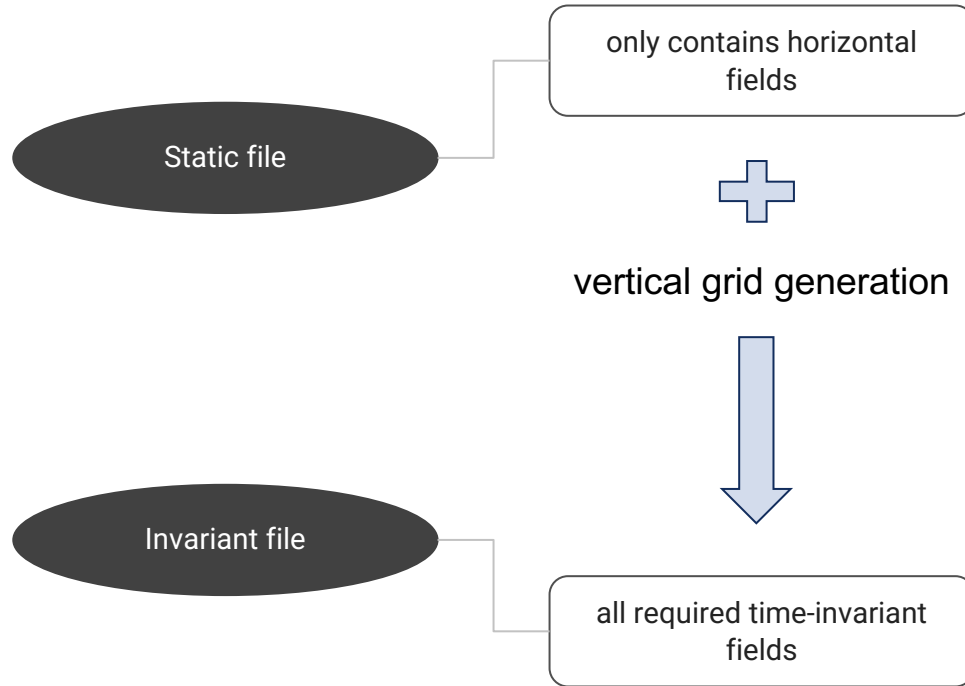 only contains horizontal
fields
Static file
vertical grid generation
Invariant file
all required time-invariant
fields